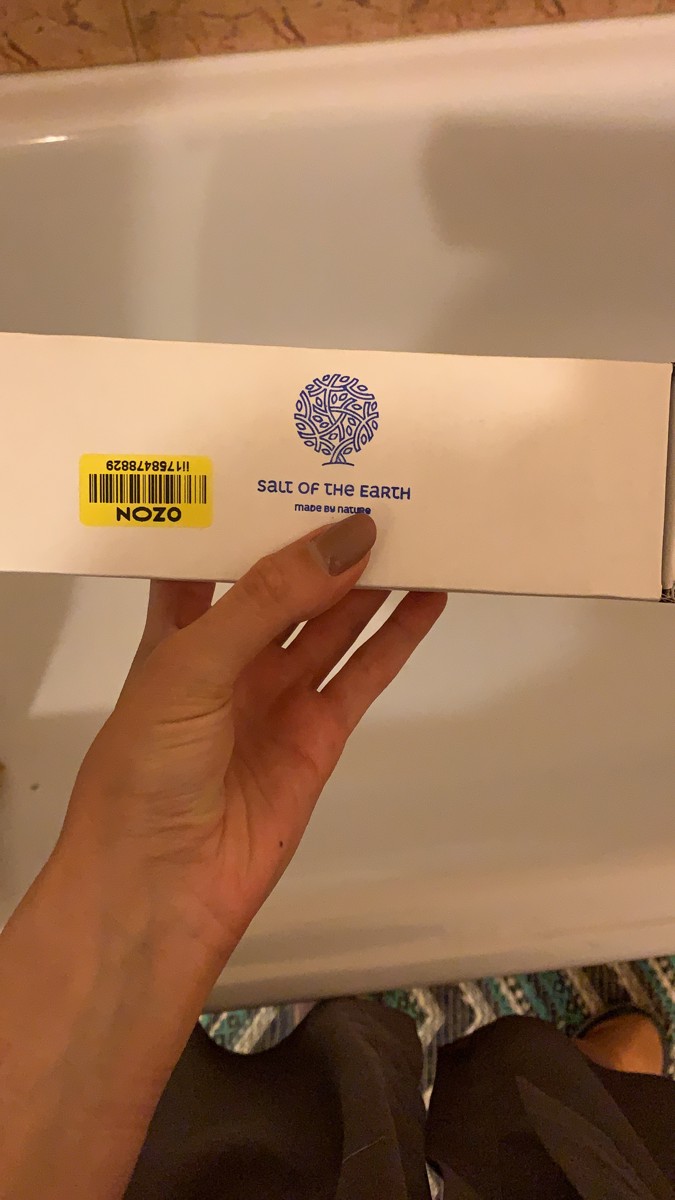 SALT OF THE EARTH
MADE BY NATURE
OZON
ii1758478829